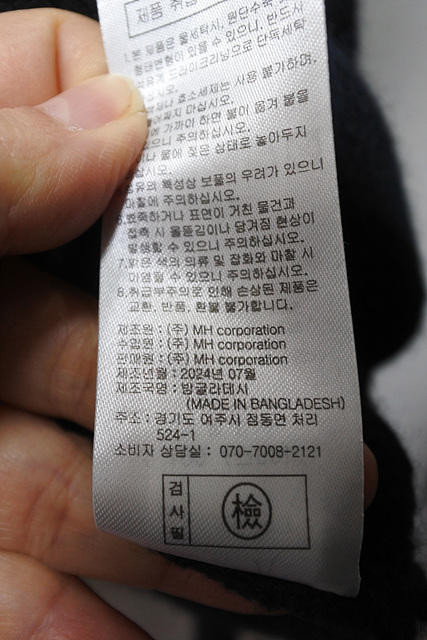 제품 취급
1.본 제품은 물세탁시, 원단수축
형태변형이 있을 수 있으니, 반드시
드라이크리닝으로 단독세탁
효소세제는 사용 불가하며,
마십시오.
가까이 하면 불이 옮겨 붙을
있으니 주의하십시오.
물에 젖은 상태로 놓아두지
마십시오.
특성상 보풀의 우려가 있으니
마찰에 주의하십시오.
뾰족하거나 표면이 거친 물건과
접촉 시 올뜯김이나 당겨짐 현상이
발생할 수 있으니 주의하십시오.
7.밝은 색의 의류 및 잡화와 마찰 시
이염될 수 있으니 주의하십시오.
8.취급부주의로 인해 손상된 제품은
교환, 반품, 환불 불가합니다.
제조원 : (주) MH corporation
수입원 : (주) MH corporation
판매원 : (주) MH corporation
제조년월 : 2024년 07월
제조국명 : 방글라데시
(MADE IN BANGLADESH)
주소 : 경기도 여주시 점동면 처리
524-1
소비자 상담실 : 070-7008-2121
검사필 檢